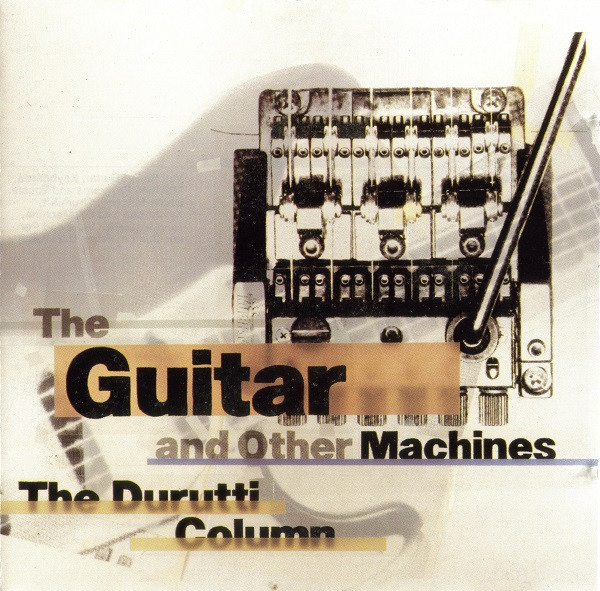 The
Guitar
and Other Machines
The Durutti
Column